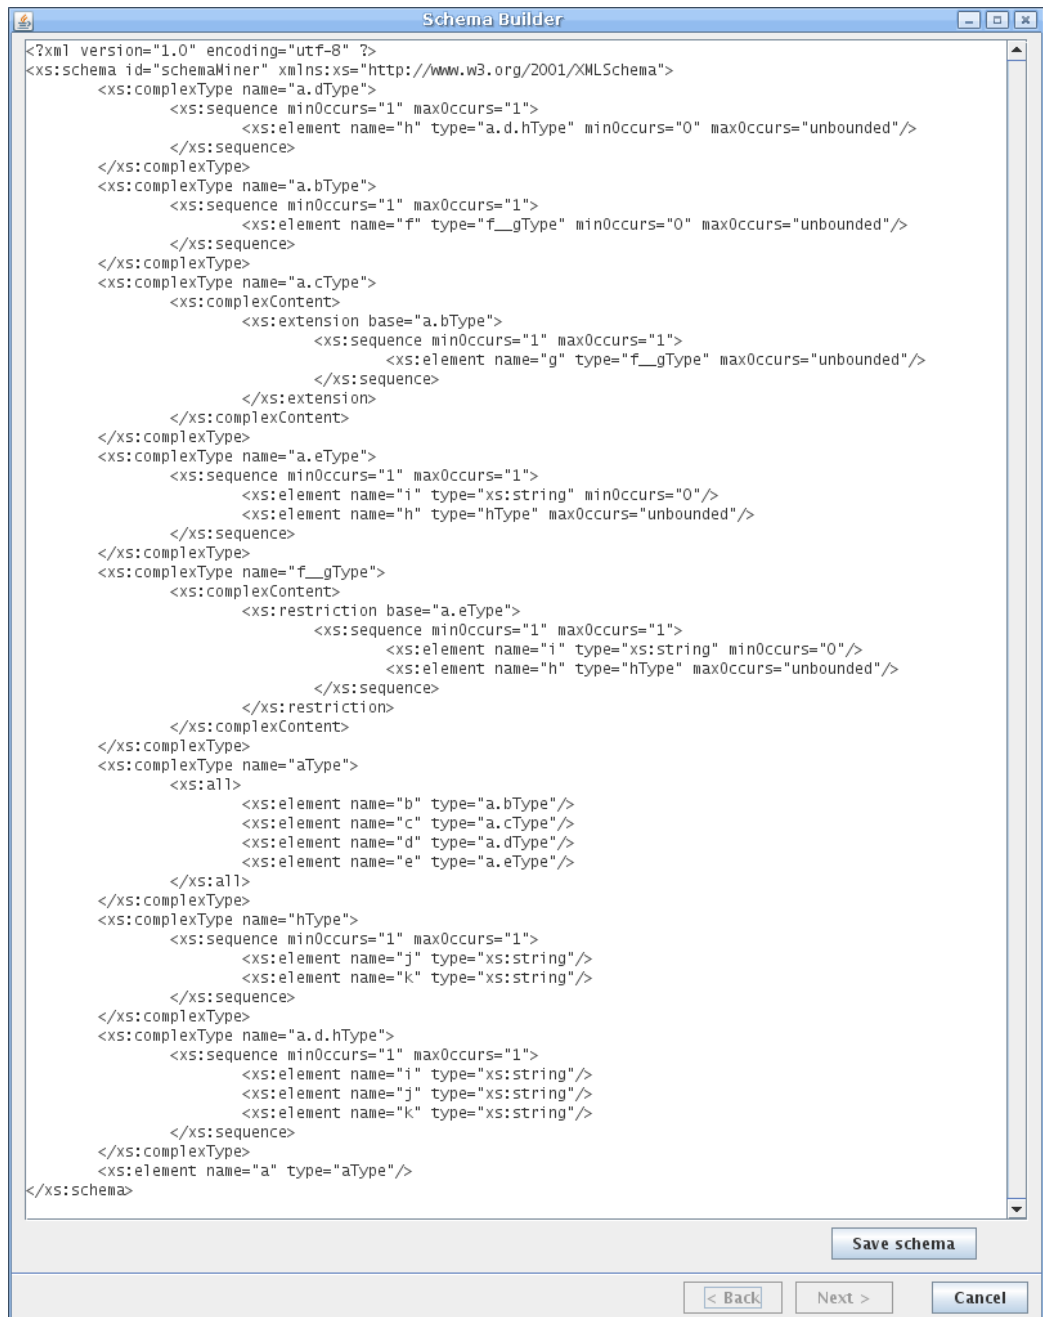 Schema Builder
<?xml version="1.0" encoding="utf-8" ?>
<xs:schema id="schemaMiner" xmlns:xs="http://www.w3.org/2001/XMLSchema">
<xs:complexType name="a.dType">
<xs:sequence minOccurs="1" maxOccurs="1">
<xs:element name="h" type="a.d.hType" minOccurs="0" maxOccurs="unbounded"/>
</xs:sequence>
</xs:complexType>
<xs:complexType name="a.bType">
<xs:sequence minOccurs="1" maxOccurs="1">
<xs:element name="f" type="f__gType" minOccurs="0" maxOccurs="unbounded"/>
</xs:sequence>
</xs:complexType>
<xs:complexType name="a.cType">
<xs:complexContent>
<xs:extension base="a.bType">
<xs:sequence minOccurs="1" maxOccurs="1">
<xs:element name="g" type="f__gType" maxOccurs="unbounded"/>
</xs:sequence>
</xs:extension>
</xs:complexContent>
</xs:complexType>
<xs:complexType name="a.eType">
<xs:sequence minOccurs="1" maxOccurs="1">
<xs:element name="i" type="xs:string" minOccurs="0"/>
<xs:element name="h" type="hType" maxOccurs="unbounded"/>
</xs:sequence>
</xs:complexType>
<xs:complexType name="f__gType">
<xs:complexContent>
<xs:restriction base="a.eType">
<xs:sequence minOccurs="1" maxOccurs="1">
<xs:element name="i" type="xs:string" minOccurs="0"/>
<xs:element name="h" type="hType" maxOccurs="unbounded"/>
</xs:sequence>
</xs:restriction>
</xs:complexContent>
</xs:complexType>
<xs:complexType name="aType">
<xs:all>
<xs:element name="b" type="a.bType"/>
<xs:element name="c" type="a.cType"/>
<xs:element name="d" type="a.dType"/>
<xs:element name="e" type="a.eType"/>
</xs:all>
</xs:complexType>
<xs:complexType name="hType">
<xs:sequence minOccurs="1" maxOccurs="1">
<xs:element name="j" type="xs:string"/>
<xs:element name="k" type="xs:string"/>
</xs:sequence>
</xs:complexType>
<xs:complexType name="a.d.hType">
<xs:sequence minOccurs="1" maxOccurs="1">
<xs:element name="i" type="xs:string"/>
<xs:element name="j" type="xs:string"/>
<xs:element name="k" type="xs:string"/>
</xs:sequence>
</xs:complexType>
<xs:element name="a" type="aType"/>
</xs:schema>
Save schema
< Back Next > Cancel